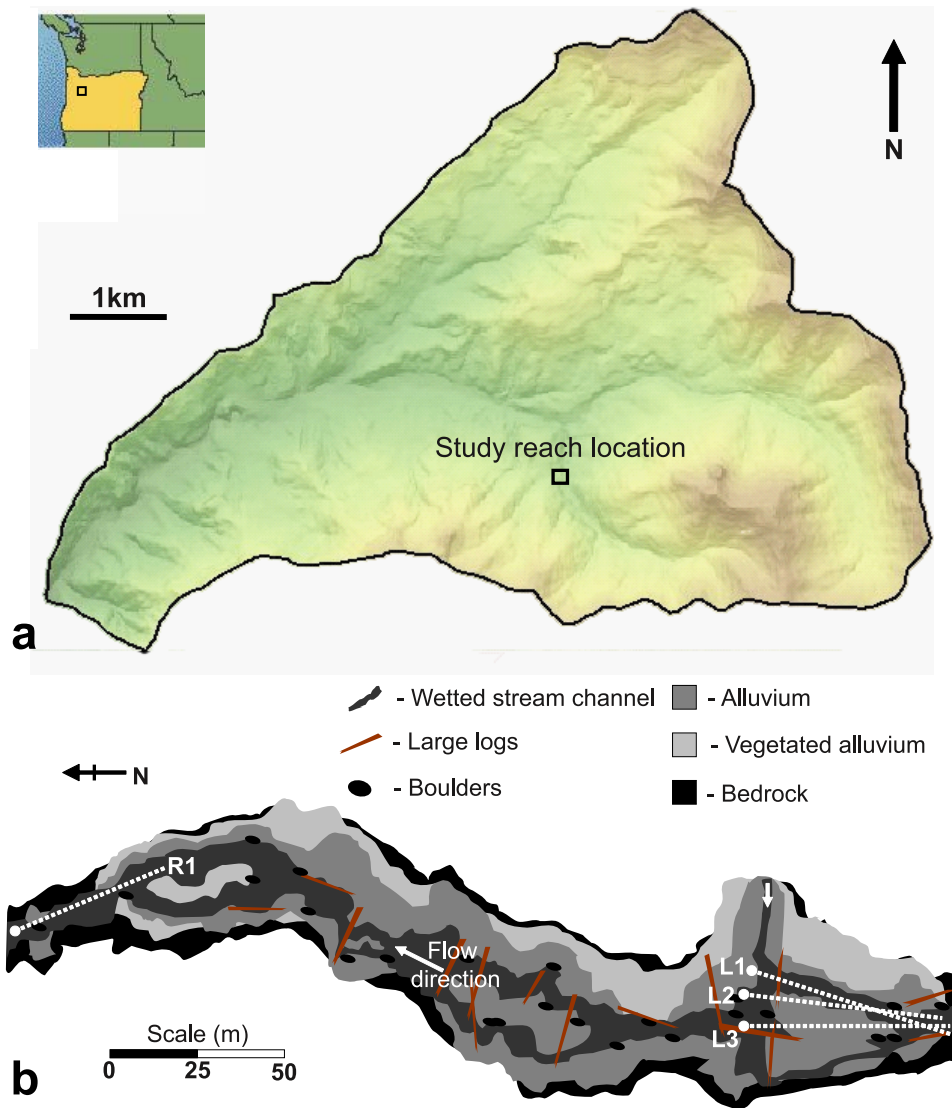 N
1km
Study reach location
a
- Wetted stream channel
- Alluvium
- Large logs
- Vegetated alluvium
N
- Boulders
- Bedrock
R1
Flow
direction
L1
L2
L3
Scale (m)
0 25 50
b